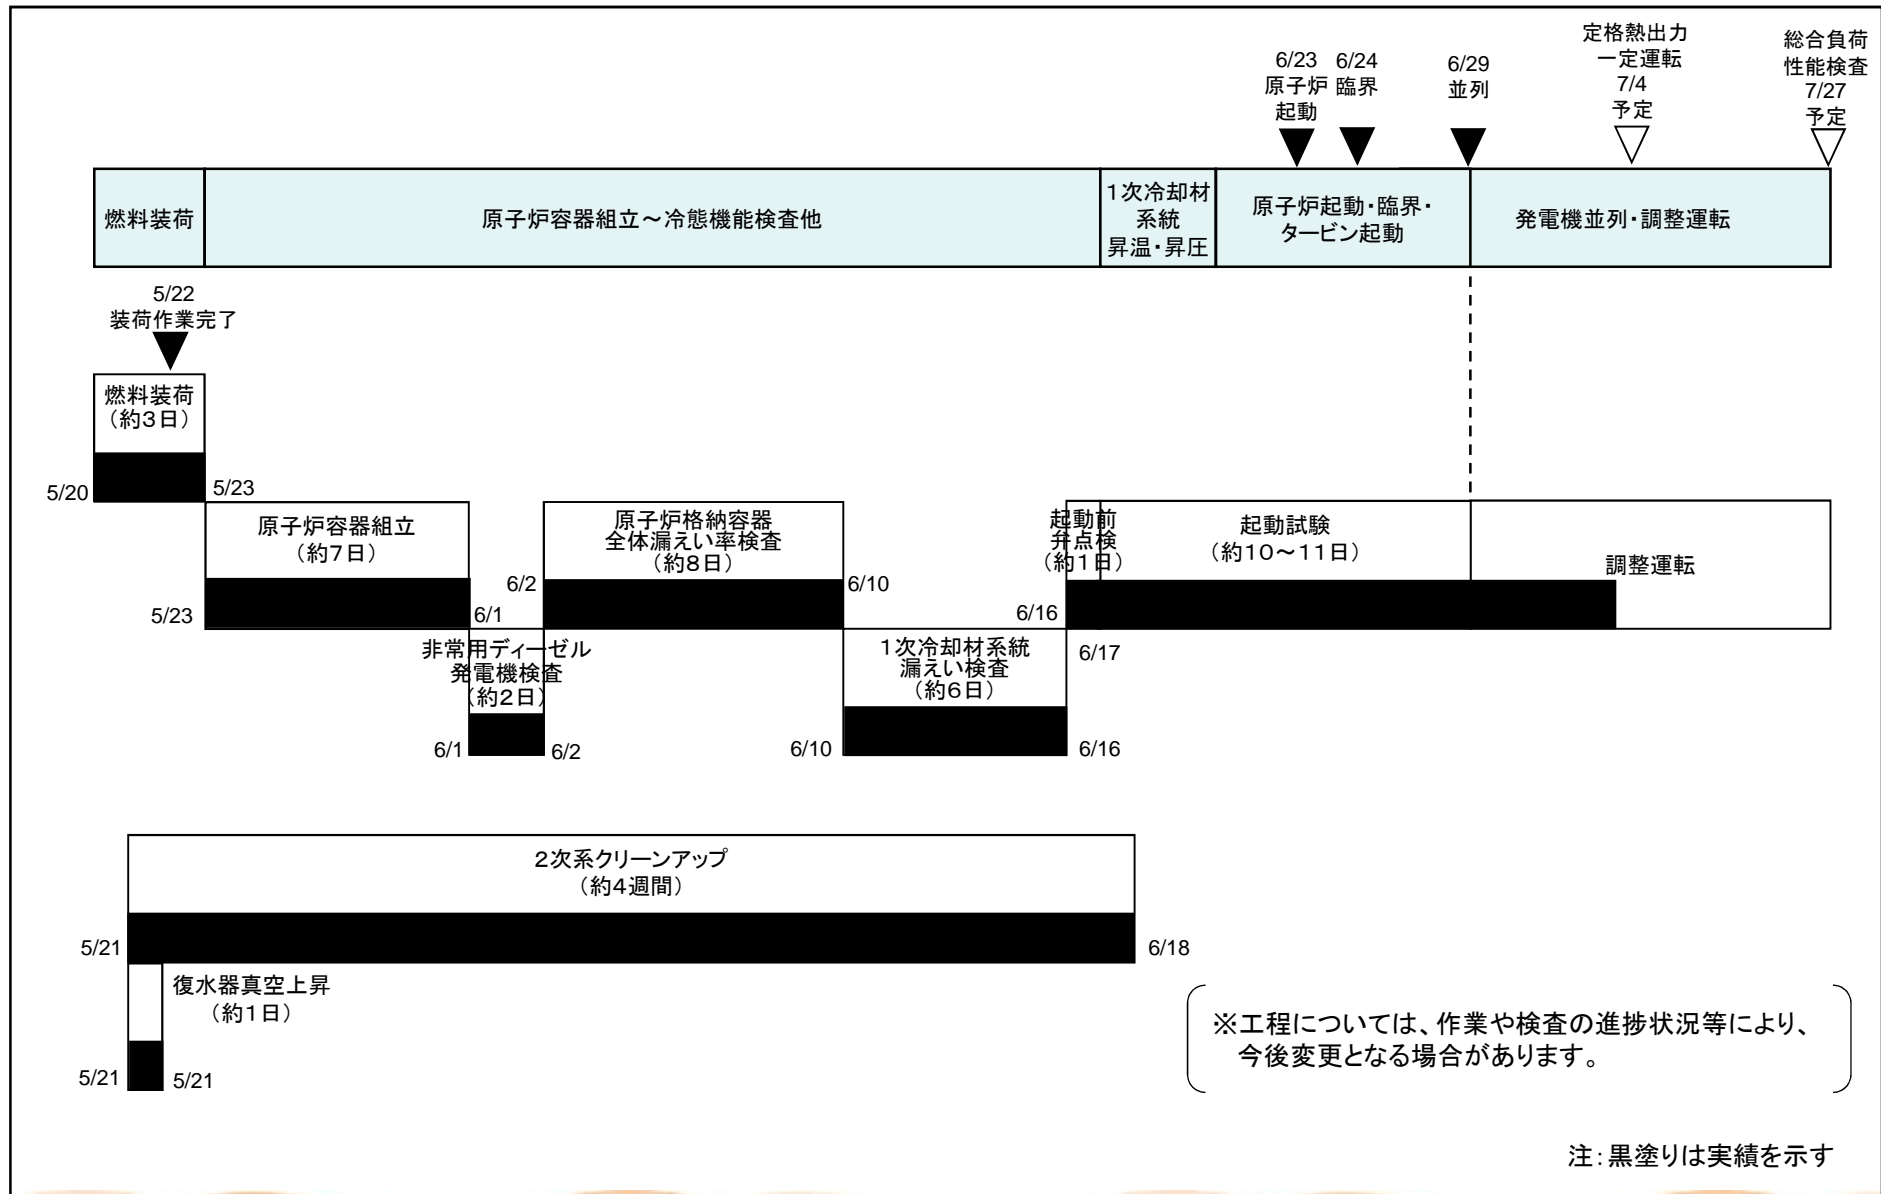 定格熱出力
一定運転
7/4
予定
総合負荷
性能検査
7/27
予定
6/23
原子炉
起動
6/24
臨界
6/29
並列
燃料装荷
原子炉容器組立~冷態機能検査他
1次冷却材
系統
昇温・昇圧
原子炉起動・臨界・
タービン起動
発電機並列・調整運転
5/22
装荷作業完了
燃料装荷
(約3日)
5/20
5/23
原子炉容器組立
(約7日)
5/23
6/1
原子炉格納容器
全体漏えい率検査
(約8日)
6/2
6/10
起動前
弁点検
(約1日)
6/16
6/17
起動試験
(約10~11日)
調整運転
非常用ディーゼル
発電機検査
(約2日)
6/1
6/2
1次冷却材系統
漏えい検査
(約6日)
6/10
6/16
2次系クリーンアップ
(約4週間)
5/21
6/18
復水器真空上昇
(約1日)
5/21
5/21
※工程については、作業や検査の進捗状況等により、
今後変更となる場合があります。
注:黒塗りは実績を示す